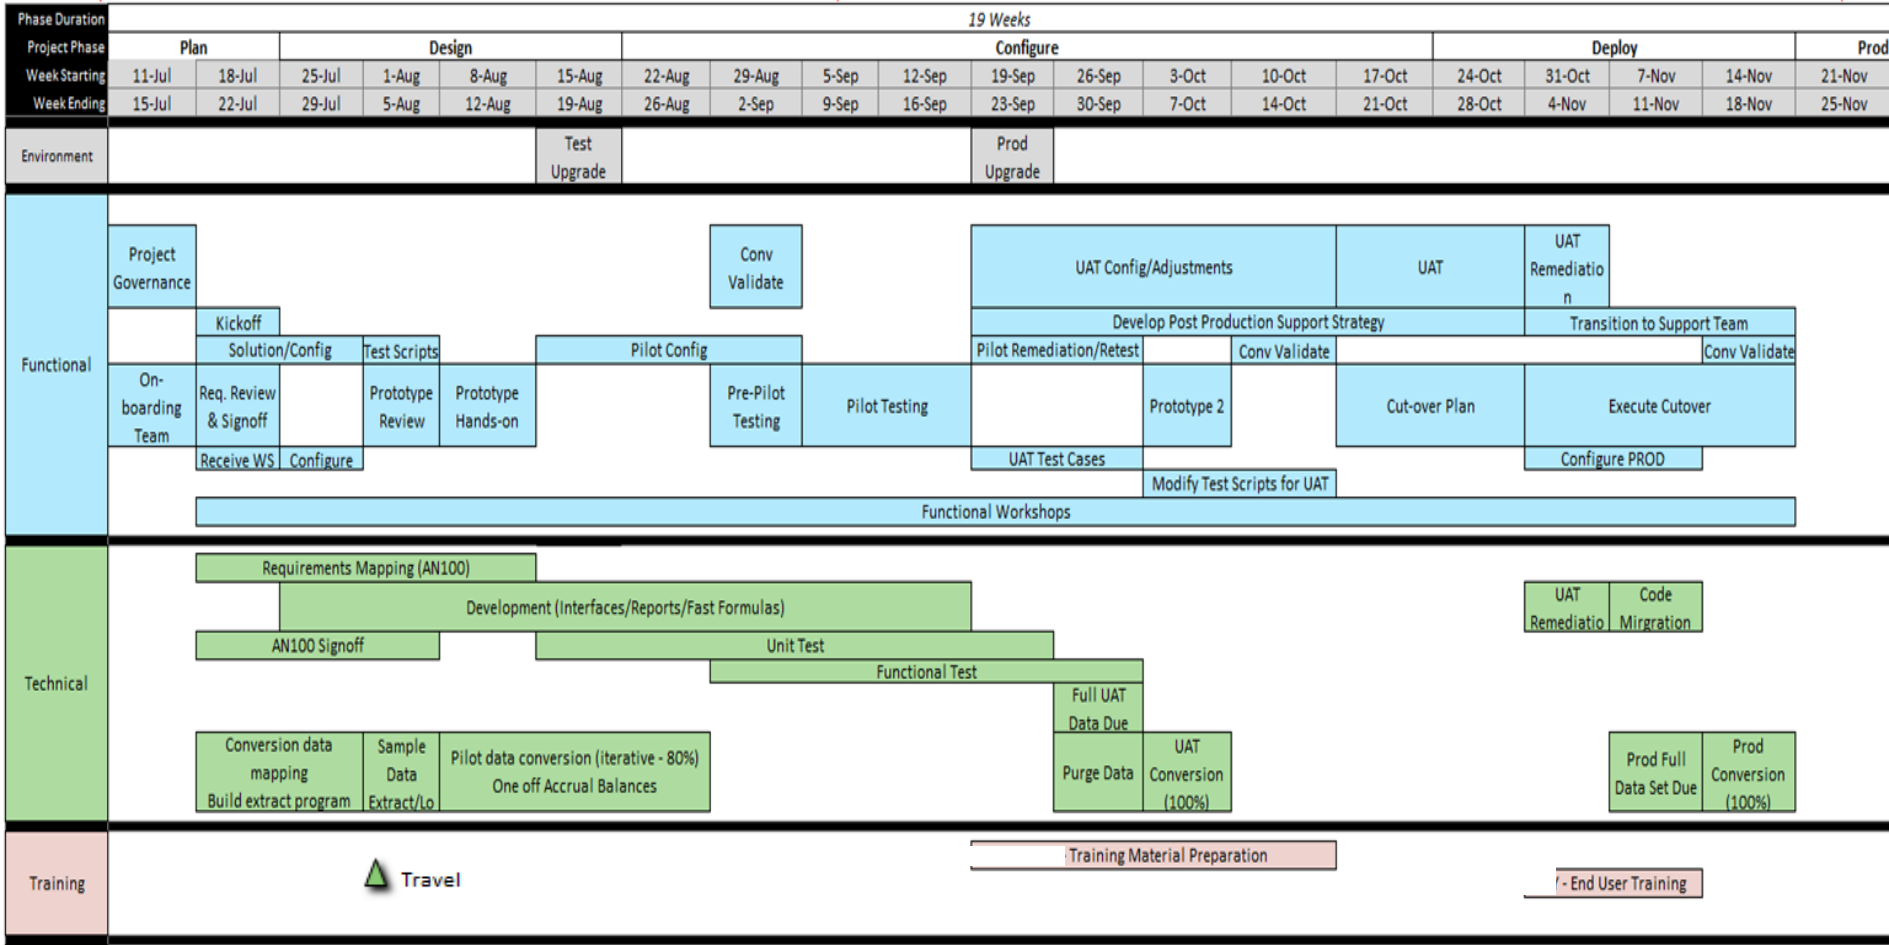 Phase Duration 19 Weeks
Project Phase Plan Design Configure Deploy Prod
Week Starting 11-Jul 18-Jul 25-Jul 1-Aug 8-Aug 15-Aug 22-Aug 29-Aug 5-Sep 12-Sep 19-Sep 26-Sep 3-Oct 10-Oct 17-Oct 24-Oct 31-Oct 7-Nov 14-Nov 21-Nov
Week Ending 15-Jul 22-Jul 29-Jul 5-Aug 12-Aug 19-Aug 26-Aug 2-Sep 9-Sep 16-Sep 23-Sep 30-Sep 7-Oct 14-Oct 21-Oct 28-Oct 4-Nov 11-Nov 18-Nov 25-Nov
Environment
Test
Upgrade
Prod
Upgrade
Functional
Project
Governance
Conv
Validate
UAT Config/Adjustments
UAT
UAT
Remediatio
n
Kickoff
Develop Post Production Support Strategy
Transition to Support Team
Solution/Config
Test Scripts
Pilot Config
Pilot Remediation/Retest
Conv Validate
Conv Validate
On-
boarding
Team
Req. Review
& Signoff
Prototype
Review
Prototype
Hands-on
Pre-Pilot
Testing
Pilot Testing
Prototype 2
Cut-over Plan
Execute Cutover
Receive WS
Configure
UAT Test Cases
Configure PROD
Modify Test Scripts for UAT
Functional Workshops
Technical
Requirements Mapping (AN100)
Development (Interfaces/Reports/Fast Formulas)
UAT
Remediatio
Code
Mirgration
AN100 Signoff
Unit Test
Functional Test
Full UAT
Data Due
Conversion data
mapping
Build extract program
Sample
Data
Extract/Lo
Pilot data conversion (iterative - 80%)
One off Accrual Balances
Purge Data
UAT
Conversion
(100%)
Prod Full
Data Set Due
Prod
Conversion
(100%)
Training
Travel
- Training Material Preparation
- End User Training